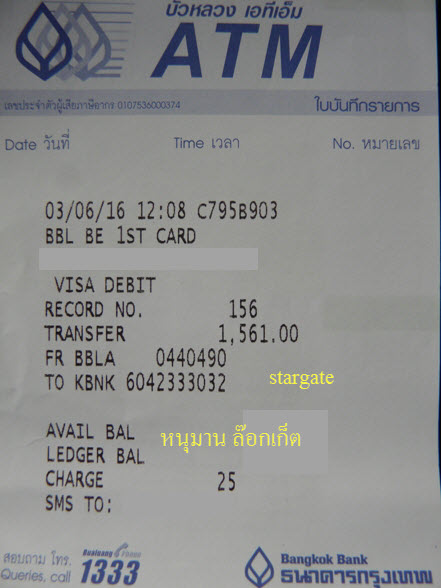 บัวหลวง เอทีเอ็ม
ATM
เลขประจำตัวผู้เสียภาษีอากร 0107536000374
ใบบันทึกรายการ
Date วันที่ Time เวลา No. หมายเลข
03/06/16 12:08 C795B903
BBL BE 1ST CARD
VISA DEBIT
RECORD NO. 156
TRANSFER 1,561.00
FR BBLA 0440490
TO KBNK 6042333032 stargate
AVAIL BAL หนุมาน ล๊อกเก็ต
LEDGER BAL
CHARGE 25
SMS TO:
สอบถาม โทร. Bualuang Phone
Queries, call 1333
Bangkok Bank
ธนาคารกรุงเทพ